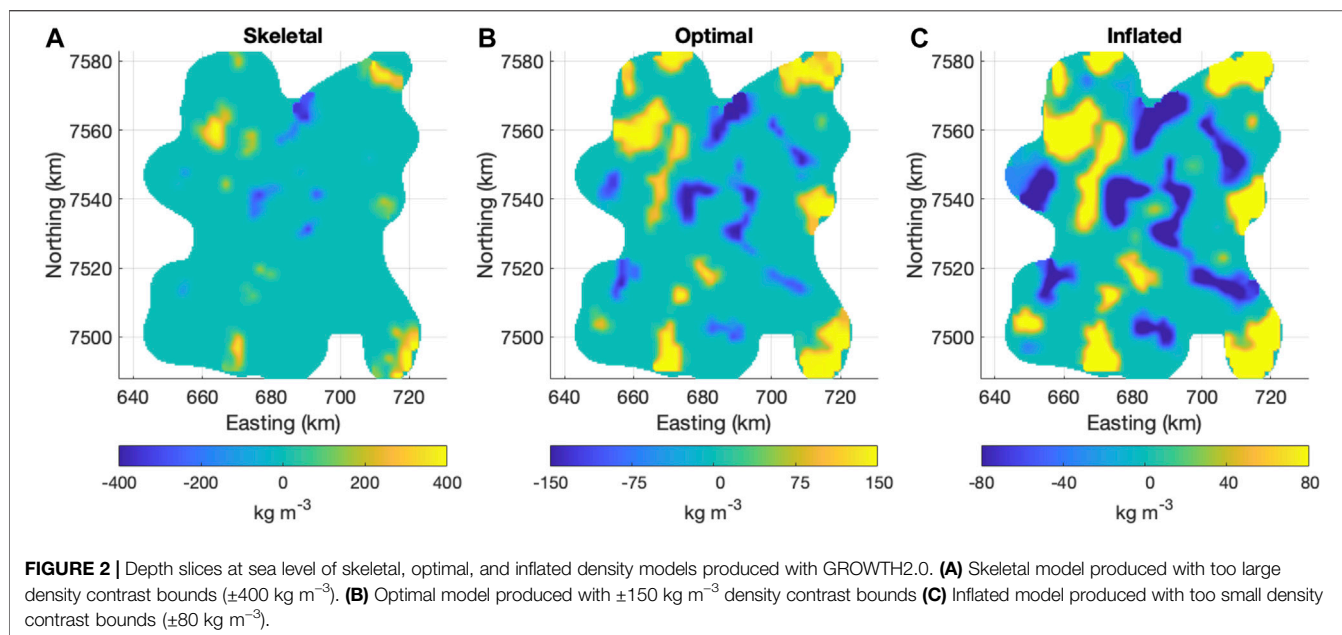 A
Skeletal
B
Optimal
C
Inflated
7580
7560
7540
7520
7500
Northing (km)
640 660 680 700 720
Easting (km)
-400 -200 0 200 400
kg m⁻³
7580
7560
7540
7520
7500
Northing (km)
640 660 680 700 720
Easting (km)
-150 -75 0 75 150
kg m⁻³
7580
7560
7540
7520
7500
Northing (km)
640 660 680 700 720
Easting (km)
-80 -40 0 40 80
kg m⁻³
FIGURE 2 | Depth slices at sea level of skeletal, optimal, and inflated density models produced with GROWTH2.0. (A) Skeletal model produced with too large
density contrast bounds (±400 kg m⁻³). (B) Optimal model produced with ±150 kg m⁻³ density contrast bounds (C) Inflated model produced with too small density
contrast bounds (±80 kg m⁻³).